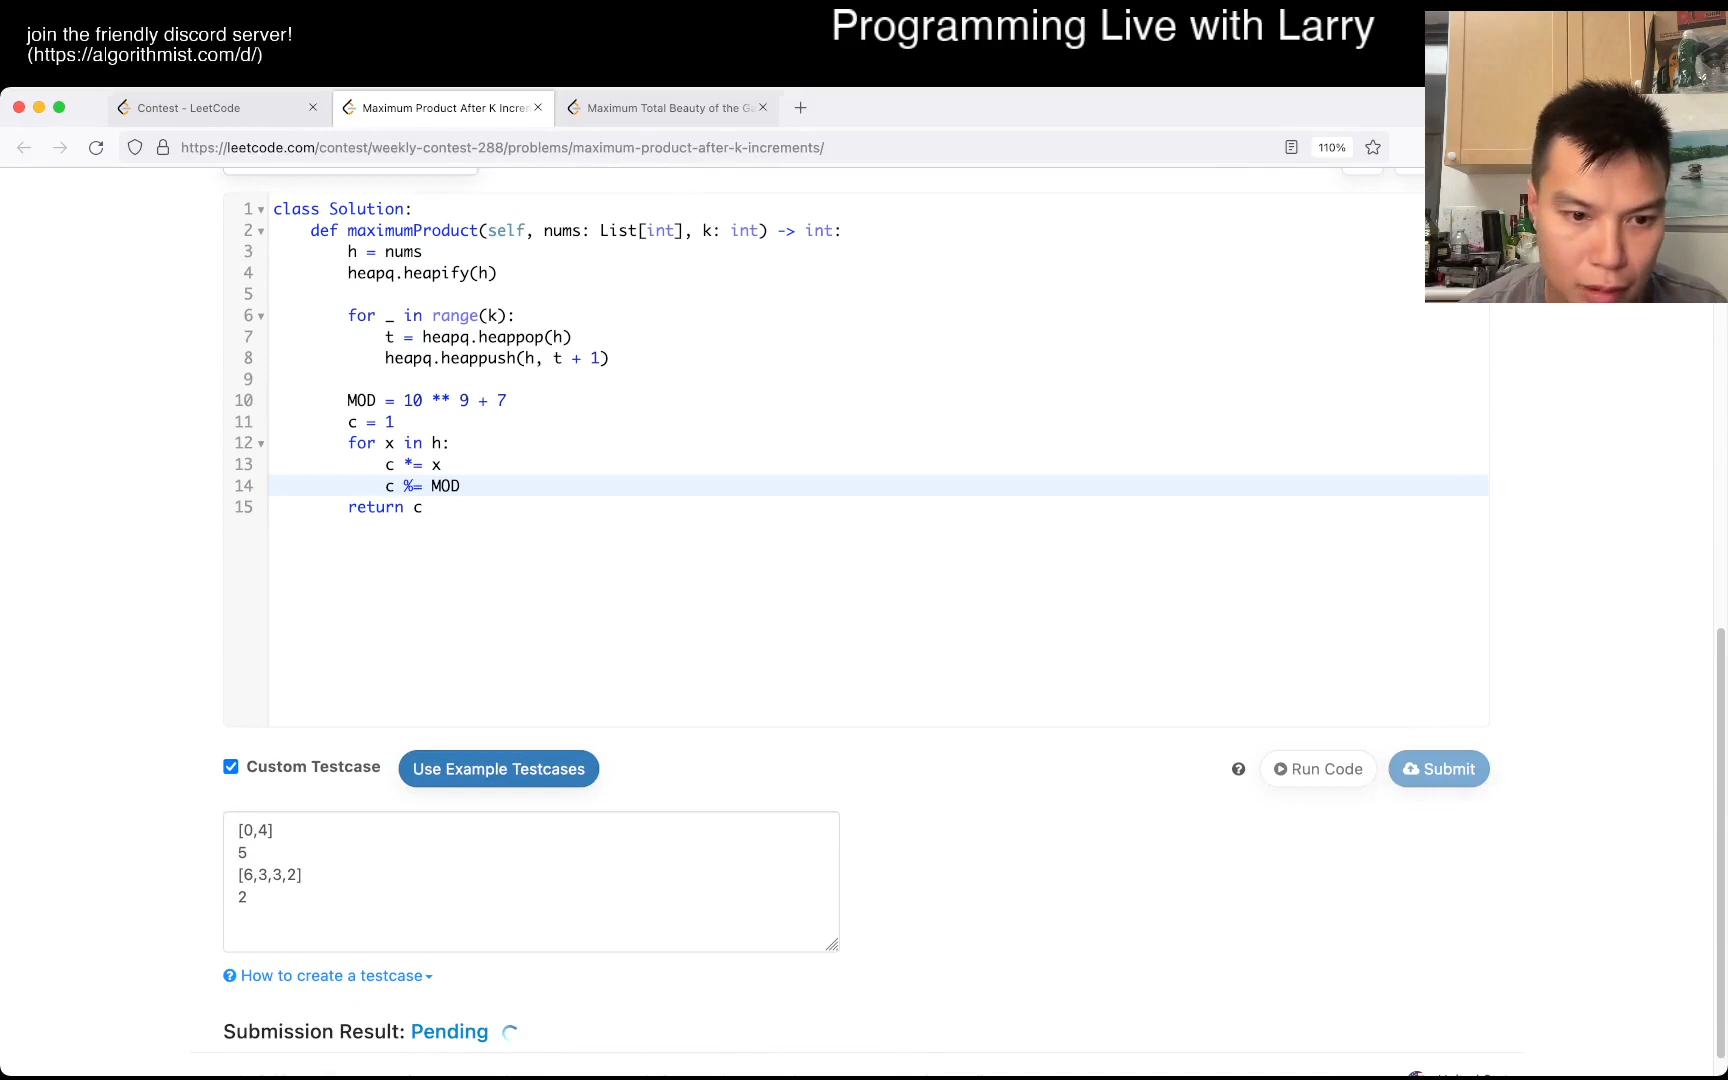 join the friendly discord server!
(https://algorithmist.com/d/)
Programming Live with Larry
Contest - LeetCode
Maximum Product After K Increm
Maximum Total Beauty of the Ga
https://leetcode.com/contest/weekly-contest-288/problems/maximum-product-after-k-increments/
110%
1 class Solution:
2 def maximumProduct(self, nums: List[int], k: int) -> int:
3 h = nums
4 heapq.heapify(h)
5
6 for _ in range(k):
7 t = heapq.heappop(h)
8 heapq.heappush(h, t + 1)
9
10 MOD = 10 ** 9 + 7
11 c = 1
12 for x in h:
13 c *= x
14 c %= MOD
15 return c
Custom Testcase
Use Example Testcases
Run Code
Submit
[0,4]
5
[6,3,3,2]
2
How to create a testcase
Submission Result: Pending